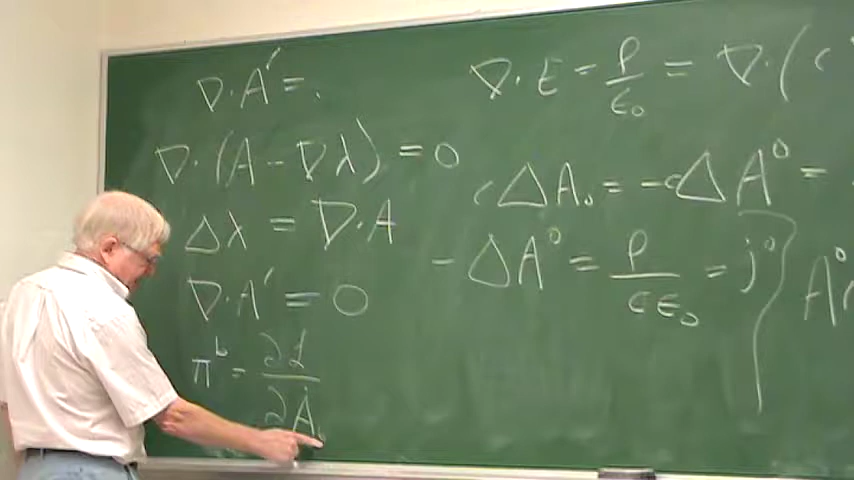 ∇·A′ = .
∇·(A - ∇λ) = 0
Δλ = ∇·A
∇·A′ = 0
π^b = ∂ℒ / ∂Ȧ_b
∇·E = ρ/ε₀ = ∇·(c
cΔA₀ = -cΔA⁰ =
-ΔA⁰ = ρ/(cε₀) = j⁰
A⁰